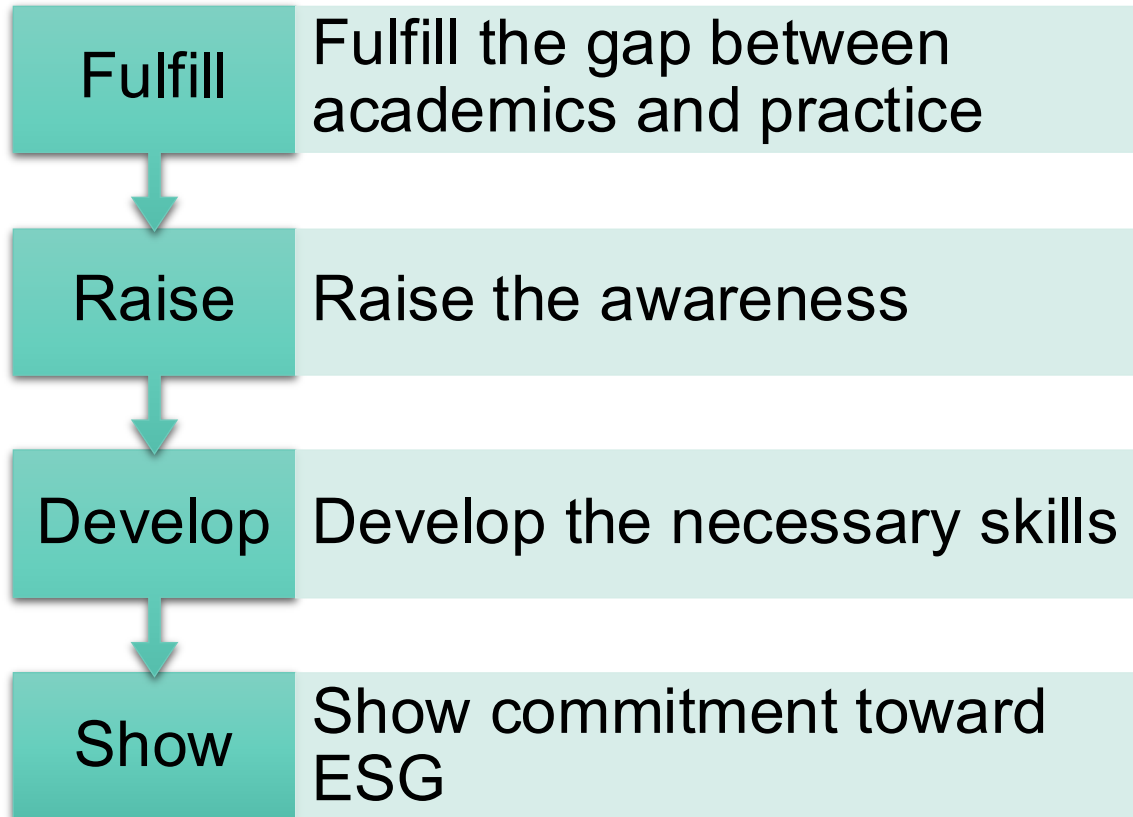 Fulfill
Fulfill the gap between
academics and practice
Raise
Raise the awareness
Develop
Develop the necessary skills
Show
Show commitment toward
ESG